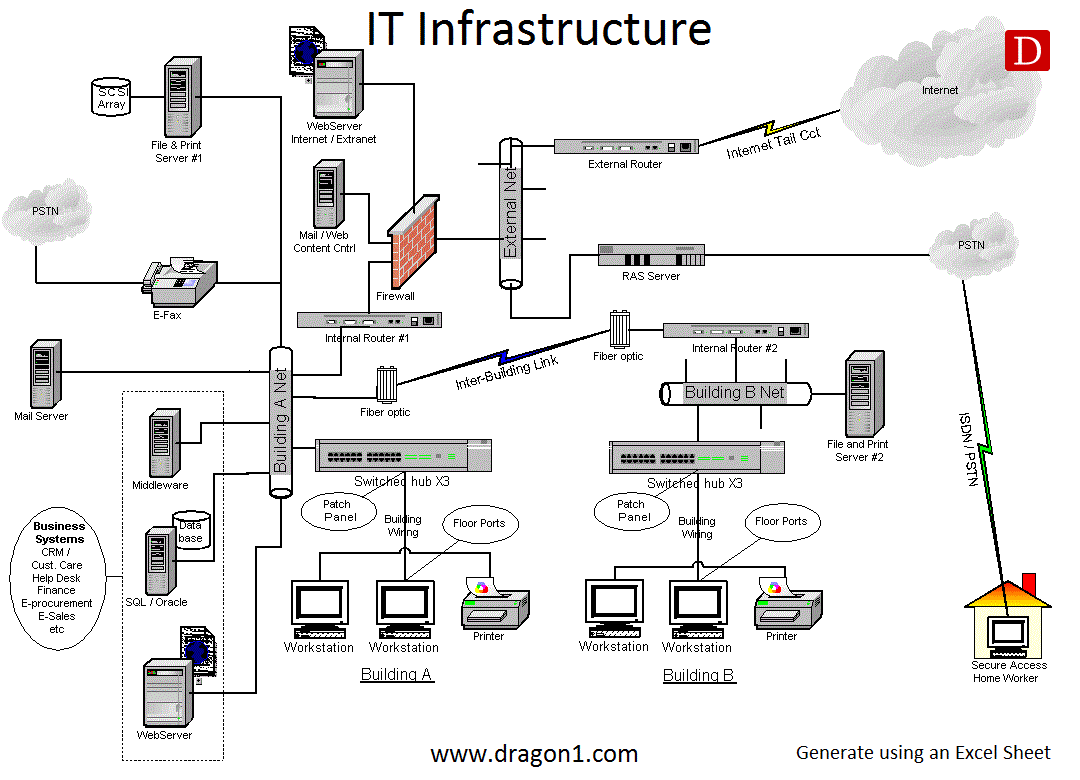 IT Infrastructure
D
SCSI
Array
File & Print
Server #1
WebServer
Internet / Extranet
Internet
Internet Tail Cct
External Router
External Net
Mail / Web
Content Cntrl
PSTN
PSTN
RAS Server
Firewall
E-Fax
Internal Router #1
Internal Router #2
Fiber optic
Inter-Building Link
Fiber optic
Building A Net
Building B Net
Mail Server
File and Print
Server #2
ISDN / PSTN
Middleware
Switched hub X3
Switched hub X3
Patch
Panel
Building
Wiring
Floor Ports
Patch
Panel
Building
Wiring
Floor Ports
Data
base
Business
Systems
CRM /
Cust. Care
Help Desk
Finance
E-procurement
E-Sales
etc
SQL / Oracle
Workstation
Workstation
Printer
Workstation
Workstation
Printer
Building A
Building B
Secure Access
Home Worker
WebServer
www.dragon1.com
Generate using an Excel Sheet